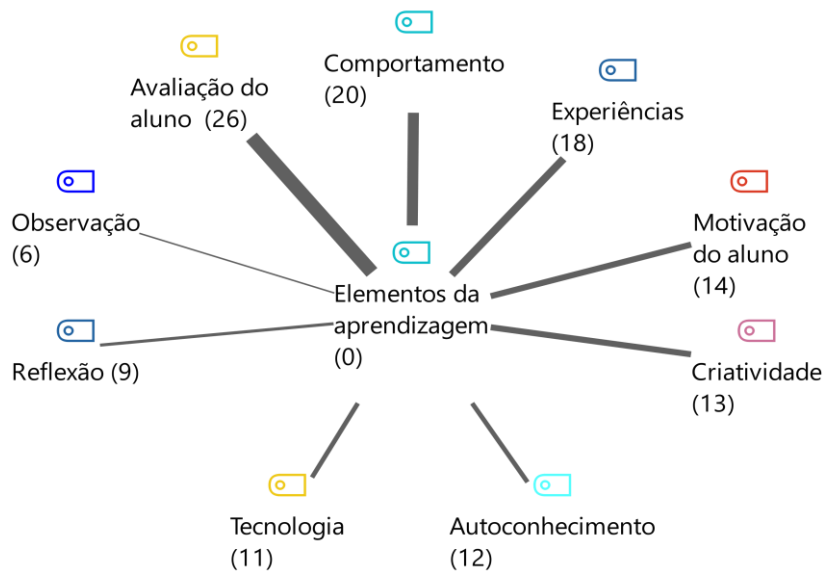 Comportamento
(20)
Avaliação do
aluno (26)
Experiências
(18)
Observação
(6)
Motivação
do aluno
(14)
Elementos da
aprendizagem
(0)
Reflexão (9)
Criatividade
(13)
Tecnologia
(11)
Autoconhecimento
(12)